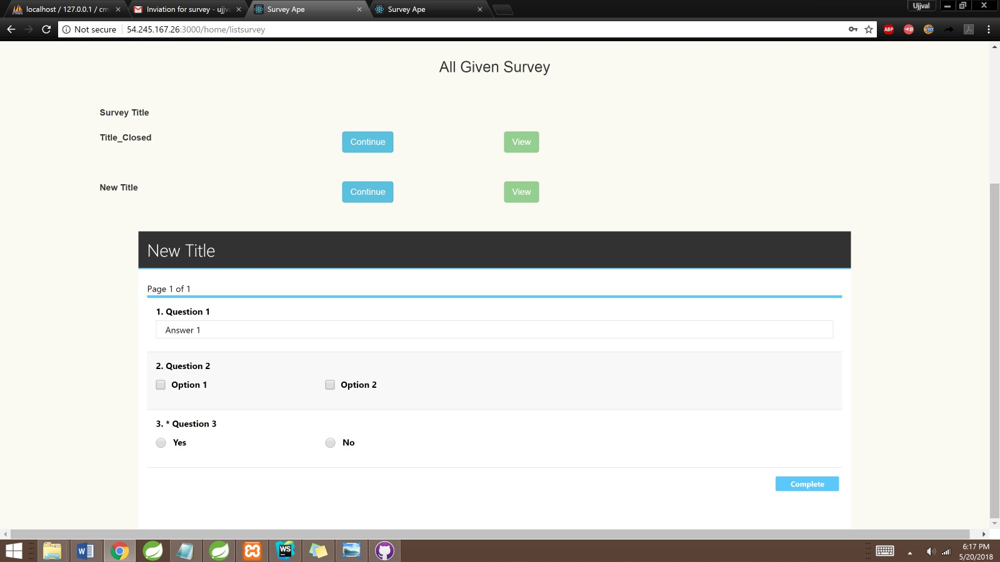 localhost / 127.0.0.1 / cm
Inviation for survey - ujjv
Survey Ape
Survey Ape
Ujjval
Not secure
54.245.167.26:3000/home/listsurvey
ABP
TXT
All Given Survey
Survey Title
Title_Closed
Continue
View
New Title
Continue
View
New Title
Page 1 of 1
1. Question 1
Answer 1
2. Question 2
Option 1
Option 2
3. * Question 3
Yes
No
Complete
WS
6:17 PM
5/20/2018